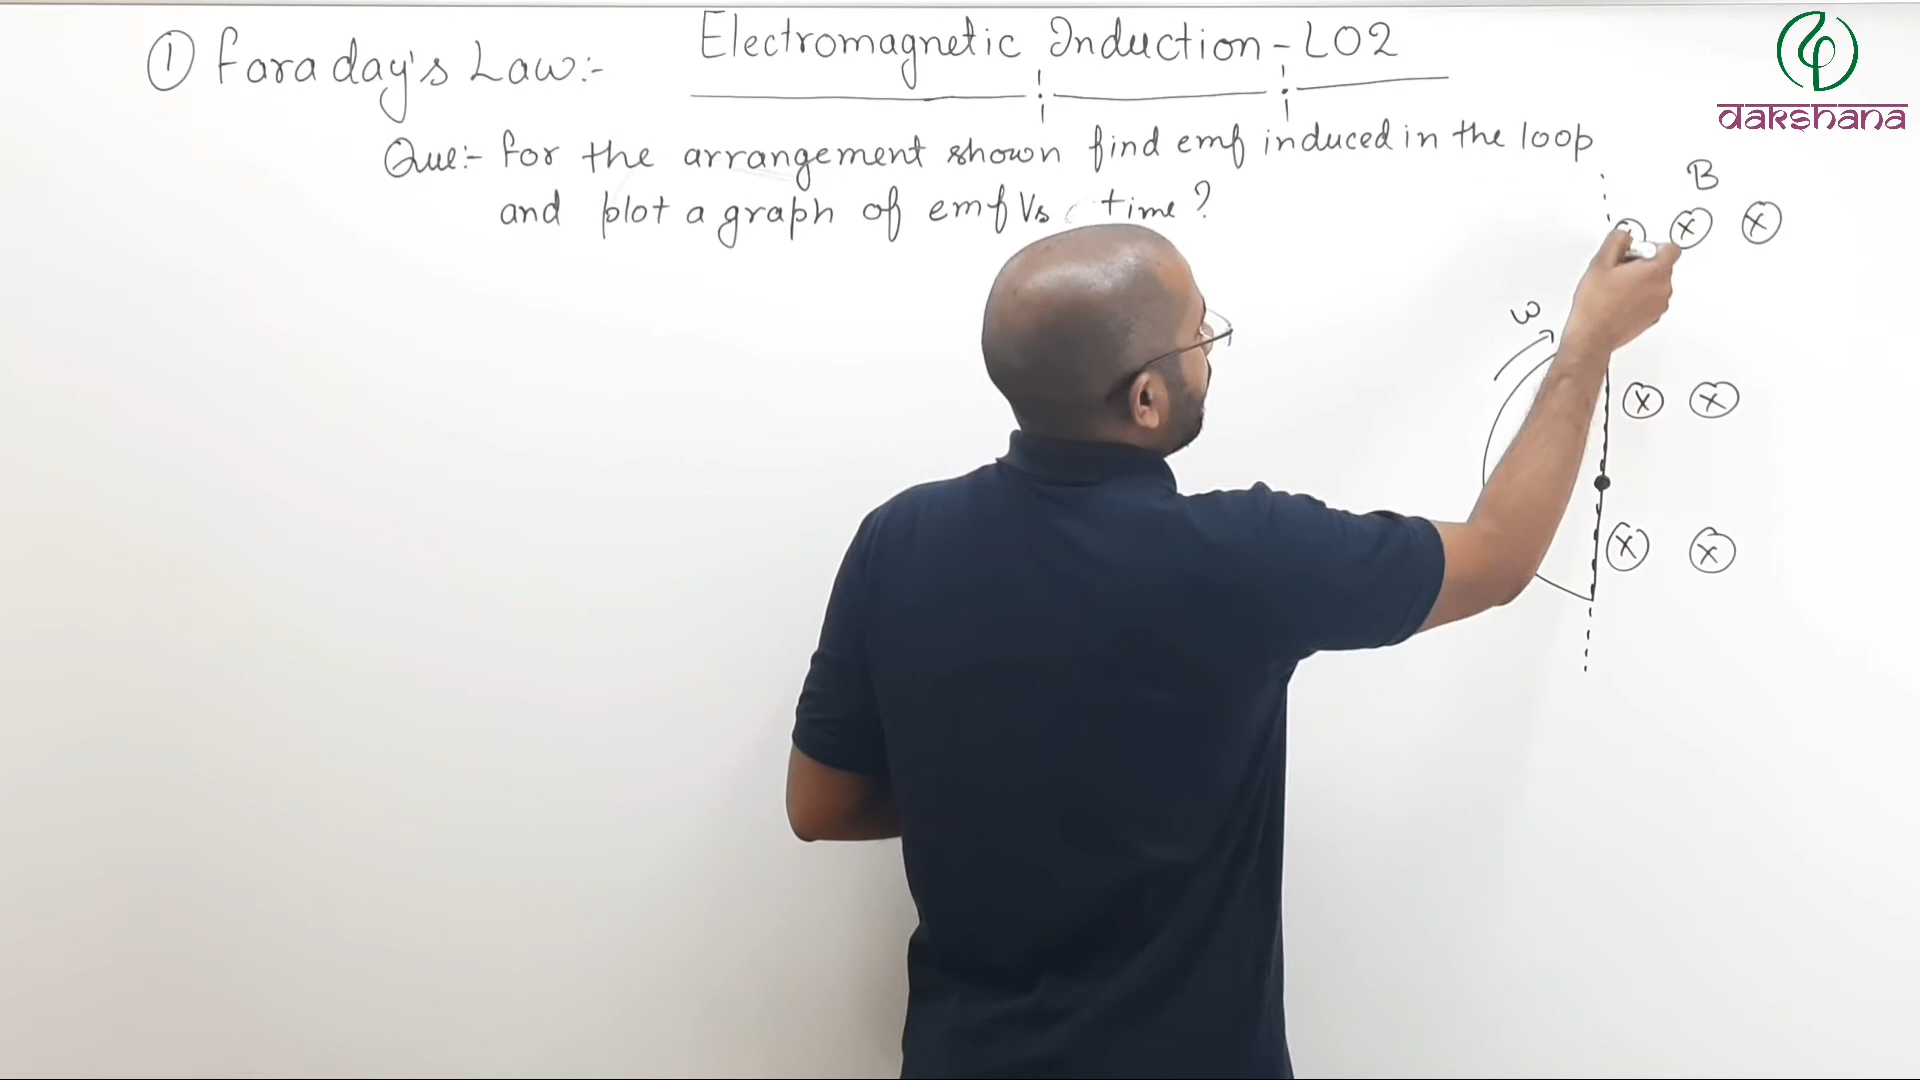 Electromagnetic Induction - L02
① Faraday's Law:-
Que:- For the arrangement shown find emf induced in the loop
and plot a graph of emf Vs time?
B
ω
dakshana